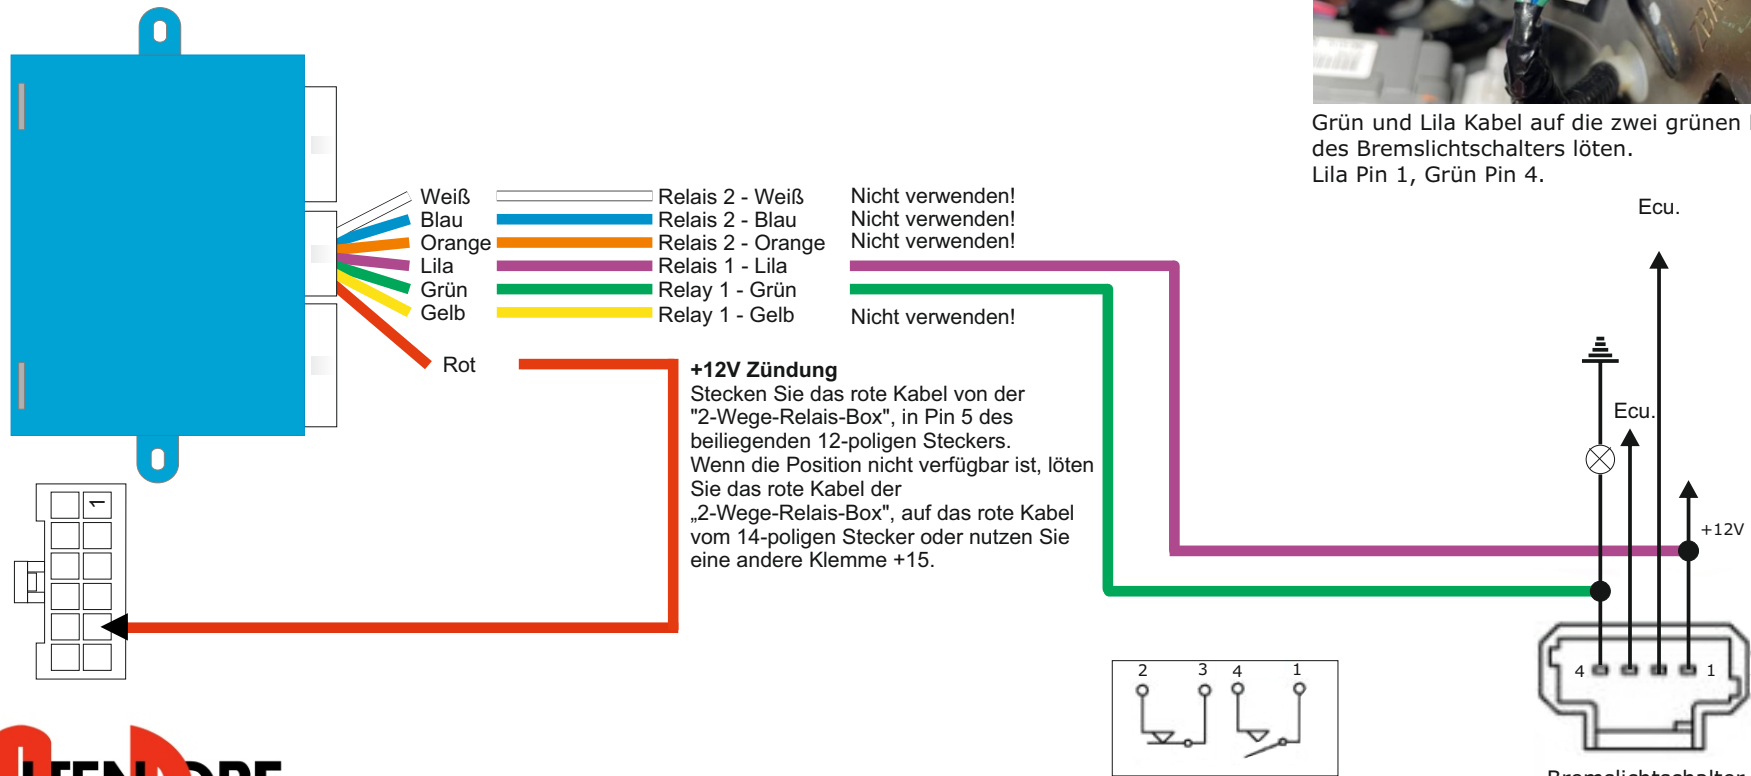 Grün und Lila Kabel auf die zwei grünen
des Bremslichtschalters löten.
Lila Pin 1, Grün Pin 4.
Weiß Relais 2 - Weiß Nicht verwenden!
Blau Relais 2 - Blau Nicht verwenden!
Orange Relais 2 - Orange Nicht verwenden!
Lila Relais 1 - Lila
Grün Relay 1 - Grün
Gelb Relay 1 - Gelb Nicht verwenden!
Rot
+12V Zündung
Stecken Sie das rote Kabel von der
"2-Wege-Relais-Box", in Pin 5 des
beiliegenden 12-poligen Steckers.
Wenn die Position nicht verfügbar ist, löten
Sie das rote Kabel der
„2-Wege-Relais-Box", auf das rote Kabel
vom 14-poligen Stecker oder nutzen Sie
eine andere Klemme +15.
1
Ecu.
Ecu.
+12V
4 1
2 3 4 1
Bremslichtschalter